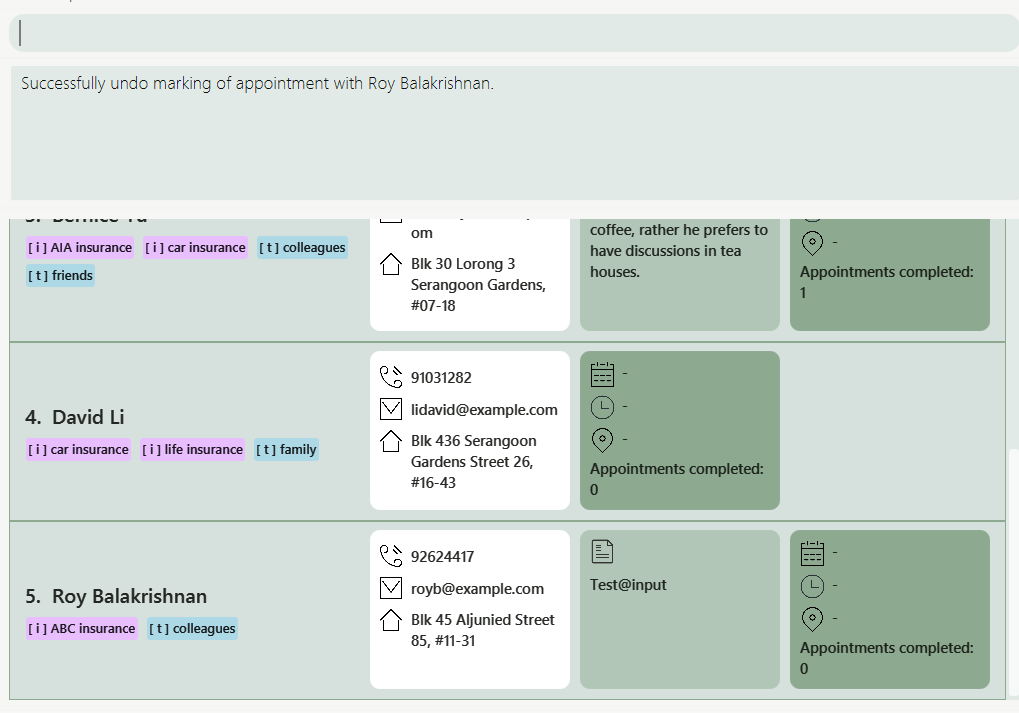 Successfully undo marking of appointment with Roy Balakrishnan.
[ i ] AIA insurance [ i ] car insurance [ t ] colleagues
[ t ] friends
om
Blk 30 Lorong 3
Serangoon Gardens,
#07-18
coffee, rather he prefers to
have discussions in tea
houses.
-
Appointments completed:
1
4. David Li
[ i ] car insurance [ i ] life insurance [ t ] family
91031282
lidavid@example.com
Blk 436 Serangoon
Gardens Street 26,
#16-43
-
-
-
Appointments completed:
0
5. Roy Balakrishnan
[ i ] ABC insurance [ t ] colleagues
92624417
royb@example.com
Blk 45 Aljunied Street
85, #11-31
Test@input
-
-
-
Appointments completed:
0